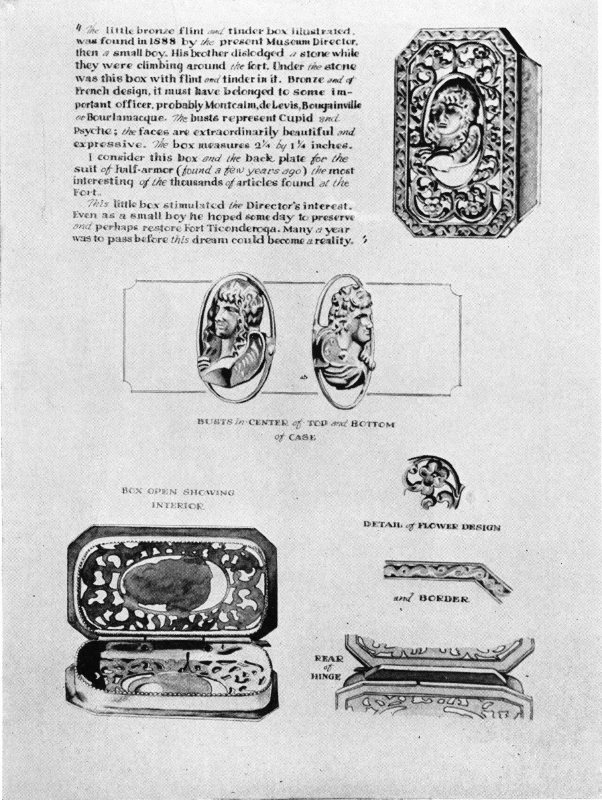 The little bronze flint and tinder box illustrated,
was found in 1888 by the present Museum Director,
then a small boy. His brother dislodged a stone while
they were climbing around the fort. Under the stone
was this box with flint and tinder in it. Bronze and of
French design, it must have belonged to some im-
portant officer, probably Montcalm, de Levis, Bougainville
or Bourlamacque. The busts represent Cupid and
Psyche; the faces are extraordinarily beautiful and
expressive. The box measures 2¼ by 1¼ inches.
I consider this box and the back plate for the
suit of half-armor (found a few years ago) the most
interesting of the thousands of articles found at the
Fort.
This little box stimulated the Director's interest.
Even as a small boy he hoped some day to preserve
and perhaps restore Fort Ticonderoga. Many a year
was to pass before this dream could become a reality.
BUSTS in CENTER of TOP and BOTTOM
of CASE
BOX OPEN SHOWING
INTERIOR
DETAIL of FLOWER DESIGN
and BORDER
REAR
of
HINGE